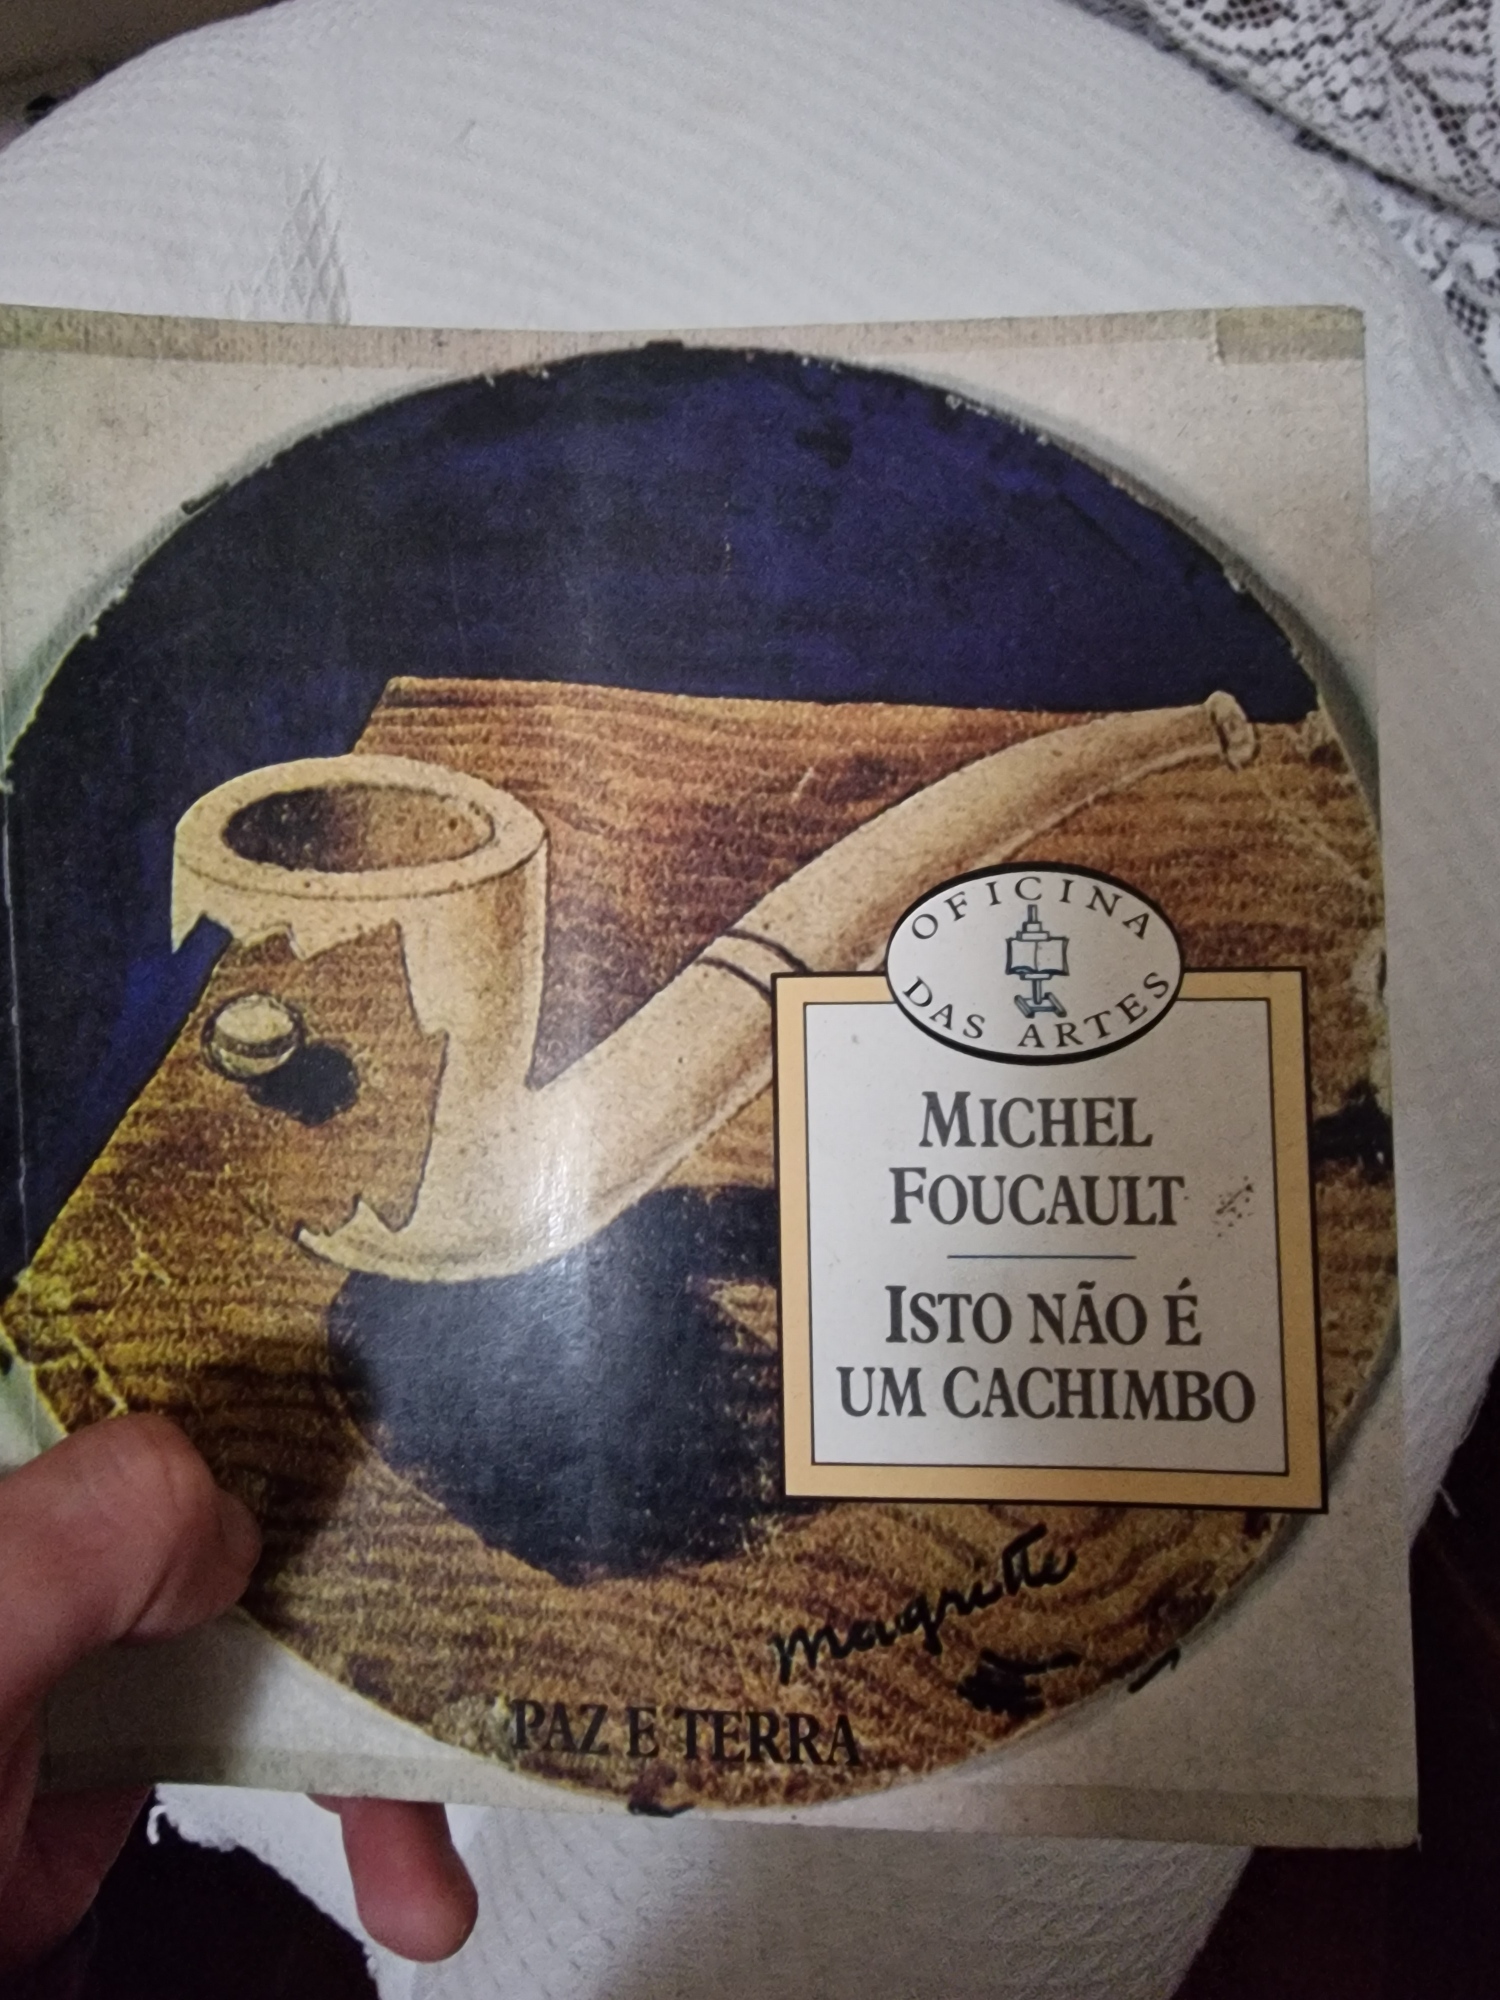 OFICINA
DAS ARTES
MICHEL
FOUCAULT
ISTO NÃO É
UM CACHIMBO
magritte
PAZ E TERRA